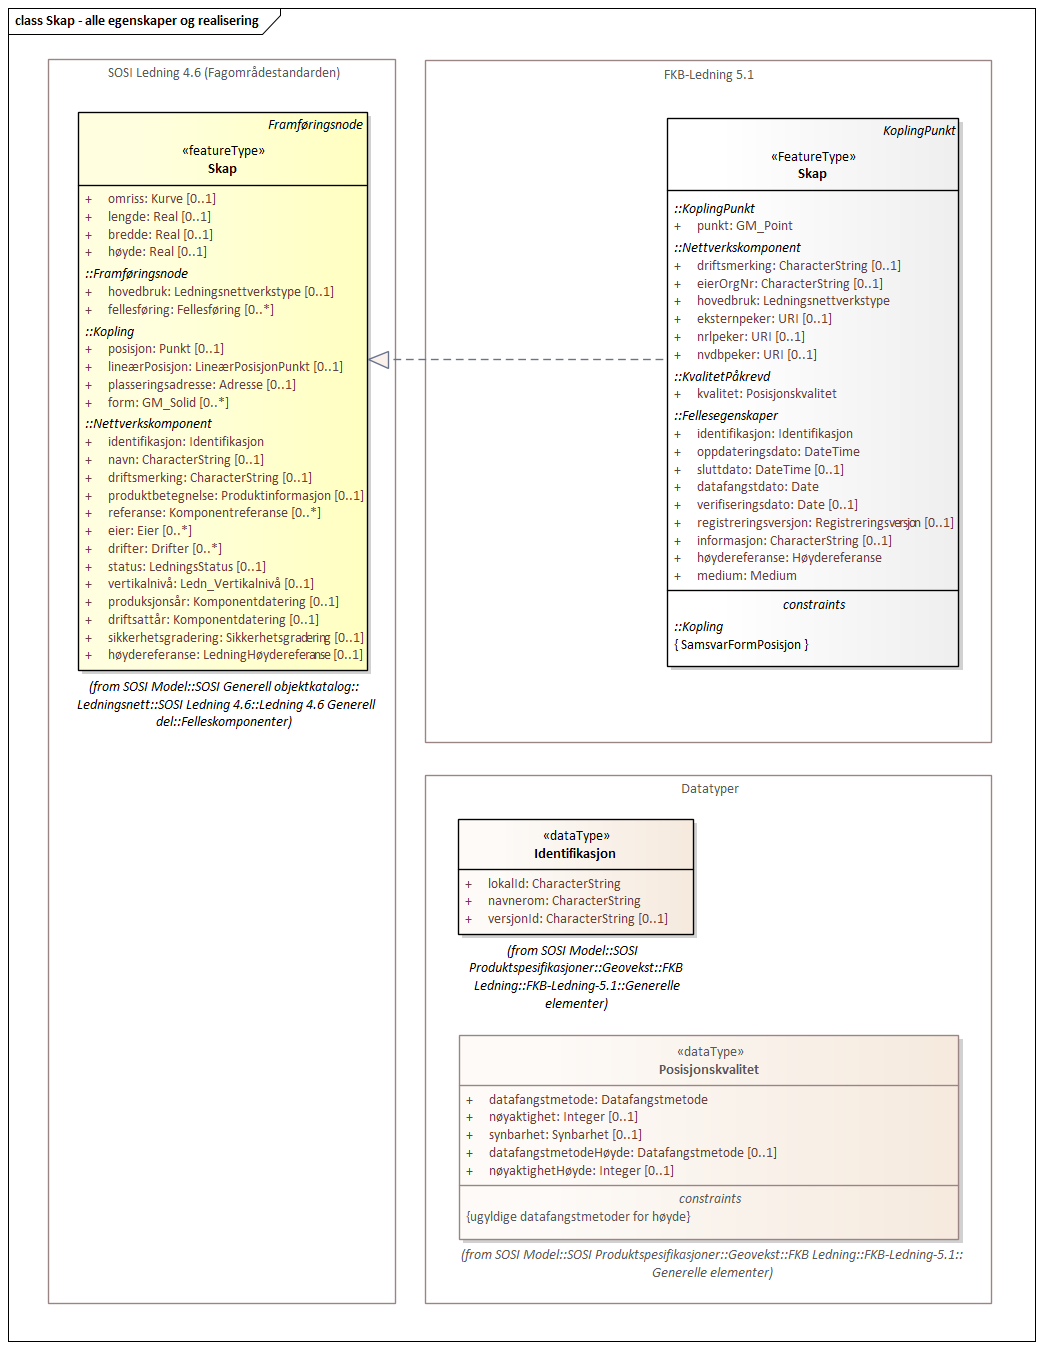 class Skap - alle egenskaper og realisering
SOSI Ledning 4.6 (Fagområdestandarden)
Framføringsnode
«featureType»
Skap
+ omriss: Kurve [0..1]
+ lengde: Real [0..1]
+ bredde: Real [0..1]
+ høyde: Real [0..1]
::Framføringsnode
+ hovedbruk: Ledningsnettverkstype [0..1]
+ fellesføring: Fellesføring [0..*]
::Kopling
+ posisjon: Punkt [0..1]
+ lineærPosisjon: LineærPosisjonPunkt [0..1]
+ plasseringsadresse: Adresse [0..1]
+ form: GM_Solid [0..*]
::Nettverkskomponent
+ identifikasjon: Identifikasjon
+ navn: CharacterString [0..1]
+ driftsmerking: CharacterString [0..1]
+ produktbetegnelse: Produktinformasjon [0..1]
+ referanse: Komponentreferanse [0..*]
+ eier: Eier [0..*]
+ drifter: Drifter [0..*]
+ status: LedningsStatus [0..1]
+ vertikalnivå: Ledn_Vertikalnivå [0..1]
+ produksjonsår: Komponentdatering [0..1]
+ driftsattår: Komponentdatering [0..1]
+ sikkerhetsgradering: Sikkerhetsgradering [0..1]
+ høydereferanse: LedningHøydereferanse [0..1]
(from SOSI Model::SOSI Generell objektkatalog::
Ledningsnett::SOSI Ledning 4.6::Ledning 4.6 Generell
del::Felleskomponenter)
FKB-Ledning 5.1
KoplingPunkt
«FeatureType»
Skap
::KoplingPunkt
+ punkt: GM_Point
::Nettverkskomponent
+ driftsmerking: CharacterString [0..1]
+ eierOrgNr: CharacterString [0..1]
+ hovedbruk: Ledningsnettverkstype
+ eksternpeker: URI [0..1]
+ nrlpeker: URI [0..1]
+ nvdbpeker: URI [0..1]
::KvalitetPåkrevd
+ kvalitet: Posisjonskvalitet
::Fellesegenskaper
+ identifikasjon: Identifikasjon
+ oppdateringsdato: DateTime
+ sluttdato: DateTime [0..1]
+ datafangstdato: Date
+ verifiseringsdato: Date [0..1]
+ registreringsversjon: Registreringsversjon [0..1]
+ informasjon: CharacterString [0..1]
+ høydereferanse: Høydereferanse
+ medium: Medium
constraints
::Kopling
{ SamsvarFormPosisjon }
Datatyper
«dataType»
Identifikasjon
+ lokalId: CharacterString
+ navnerom: CharacterString
+ versjonId: CharacterString [0..1]
(from SOSI Model::SOSI
Produktspesifikasjoner::Geovekst::FKB
Ledning::FKB-Ledning-5.1::Generelle
elementer)
«dataType»
Posisjonskvalitet
+ datafangstmetode: Datafangstmetode
+ nøyaktighet: Integer [0..1]
+ synbarhet: Synbarhet [0..1]
+ datafangstmetodeHøyde: Datafangstmetode [0..1]
+ nøyaktighetHøyde: Integer [0..1]
constraints
{ugyldige datafangstmetoder for høyde}
(from SOSI Model::SOSI Produktspesifikasjoner::Geovekst::FKB Ledning::FKB-Ledning-5.1::
Generelle elementer)